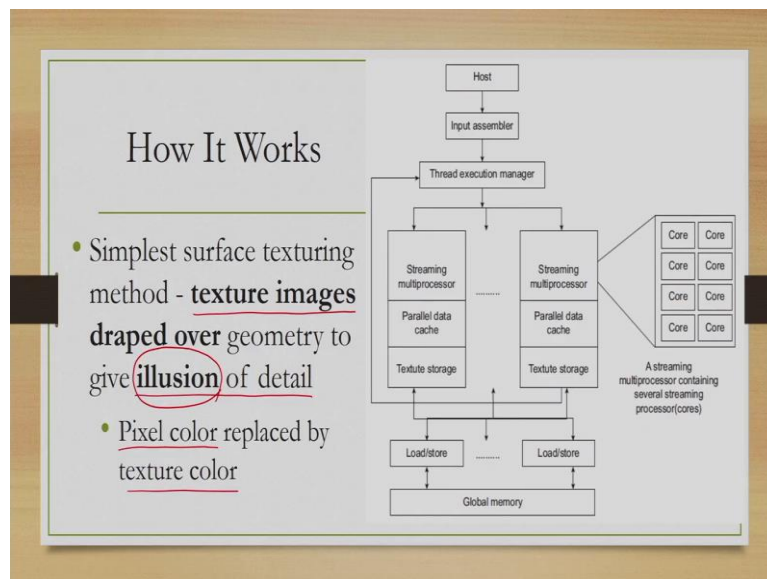 How It Works
• Simplest surface texturing
method - texture images
draped over geometry to
give illusion of detail
• Pixel color replaced by
texture color
Host
Input assembler
Thread execution manager
Streaming
multiprocessor
Parallel data
cache
Textute storage
..........
Streaming
multiprocessor
Parallel data
cache
Textute storage
Core Core
Core Core
Core Core
Core Core
A streaming
multiprocessor containing
several streaming
processor(cores)
Load/store
..........
Load/store
Global memory